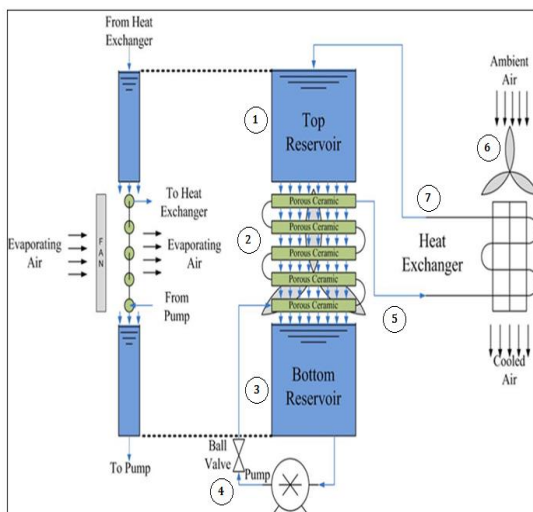 From Heat
Exchanger
1
Top
Reservoir
Ambient
Air
6
7
To Heat
Exchanger
Evaporating
Air
FAN
Evaporating
Air
From
Pump
2
Porous Ceramic
Porous Ceramic
Porous Ceramic
Porous Ceramic
Porous Ceramic
Heat
Exchanger
5
Cooled
Air
3
Bottom
Reservoir
To Pump
Ball
Valve
Pump
4